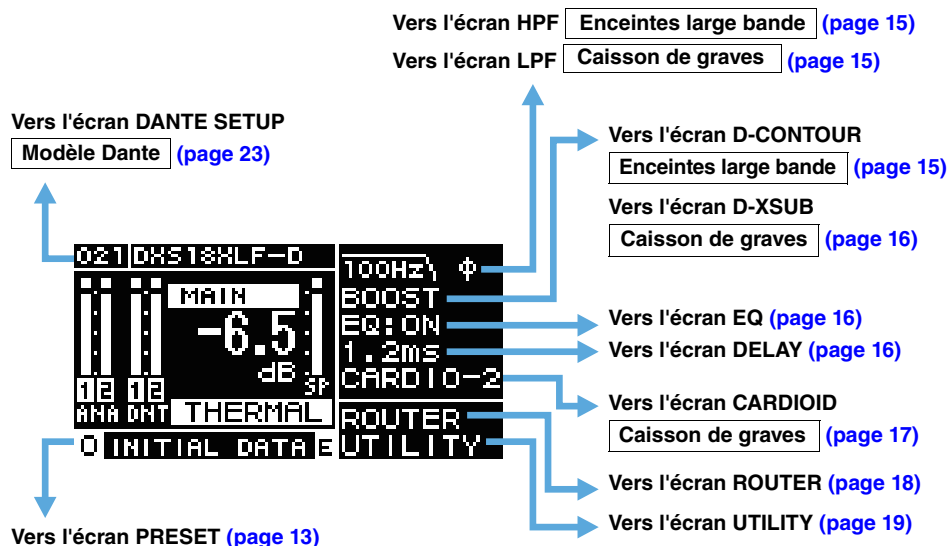 Vers l'écran HPF Enceintes large bande (page 15)
Vers l'écran LPF Caisson de graves (page 15)
Vers l'écran DANTE SETUP
Modèle Dante (page 23)
Vers l'écran D-CONTOUR
Enceintes large bande (page 15)
Vers l'écran D-XSUB
Caisson de graves (page 16)
021 DXS18XLF-D
MAIN
-6.5
dB
1 2 1 2 SP
ANA DNT THERMAL
0 INITIAL DATA E
100Hz ϕ
BOOST
EQ:ON
1.2ms
CARDIO-2
ROUTER
UTILITY
Vers l'écran EQ (page 16)
Vers l'écran DELAY (page 16)
Vers l'écran CARDIOID
Caisson de graves (page 17)
Vers l'écran ROUTER (page 18)
Vers l'écran UTILITY (page 19)
Vers l'écran PRESET (page 13)